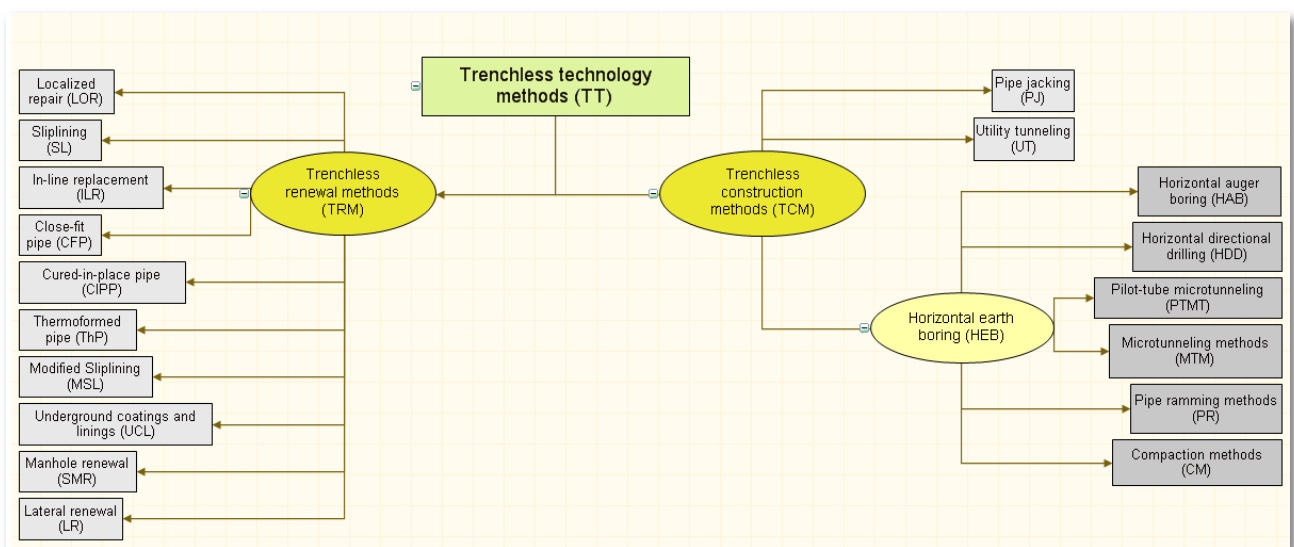 Trenchless technology
methods (TT)
Localized
repair (LOR)
Sliplining
(SL)
In-line replacement
(ILR)
Close-fit
pipe (CFP)
Cured-in-place pipe
(CIPP)
Thermoformed
pipe (ThP)
Modified Sliplining
(MSL)
Underground coatings and
linings (UCL)
Manhole renewal
(SMR)
Lateral renewal
(LR)
Trenchless
renewal methods
(TRM)
Trenchless
construction
methods (TCM)
Pipe jacking
(PJ)
Utility tunneling
(UT)
Horizontal earth
boring (HEB)
Horizontal auger
boring (HAB)
Horizontal directional
drilling (HDD)
Pilot-tube microtunneling
(PTMT)
Microtunneling methods
(MTM)
Pipe ramming methods
(PR)
Compaction methods
(CM)